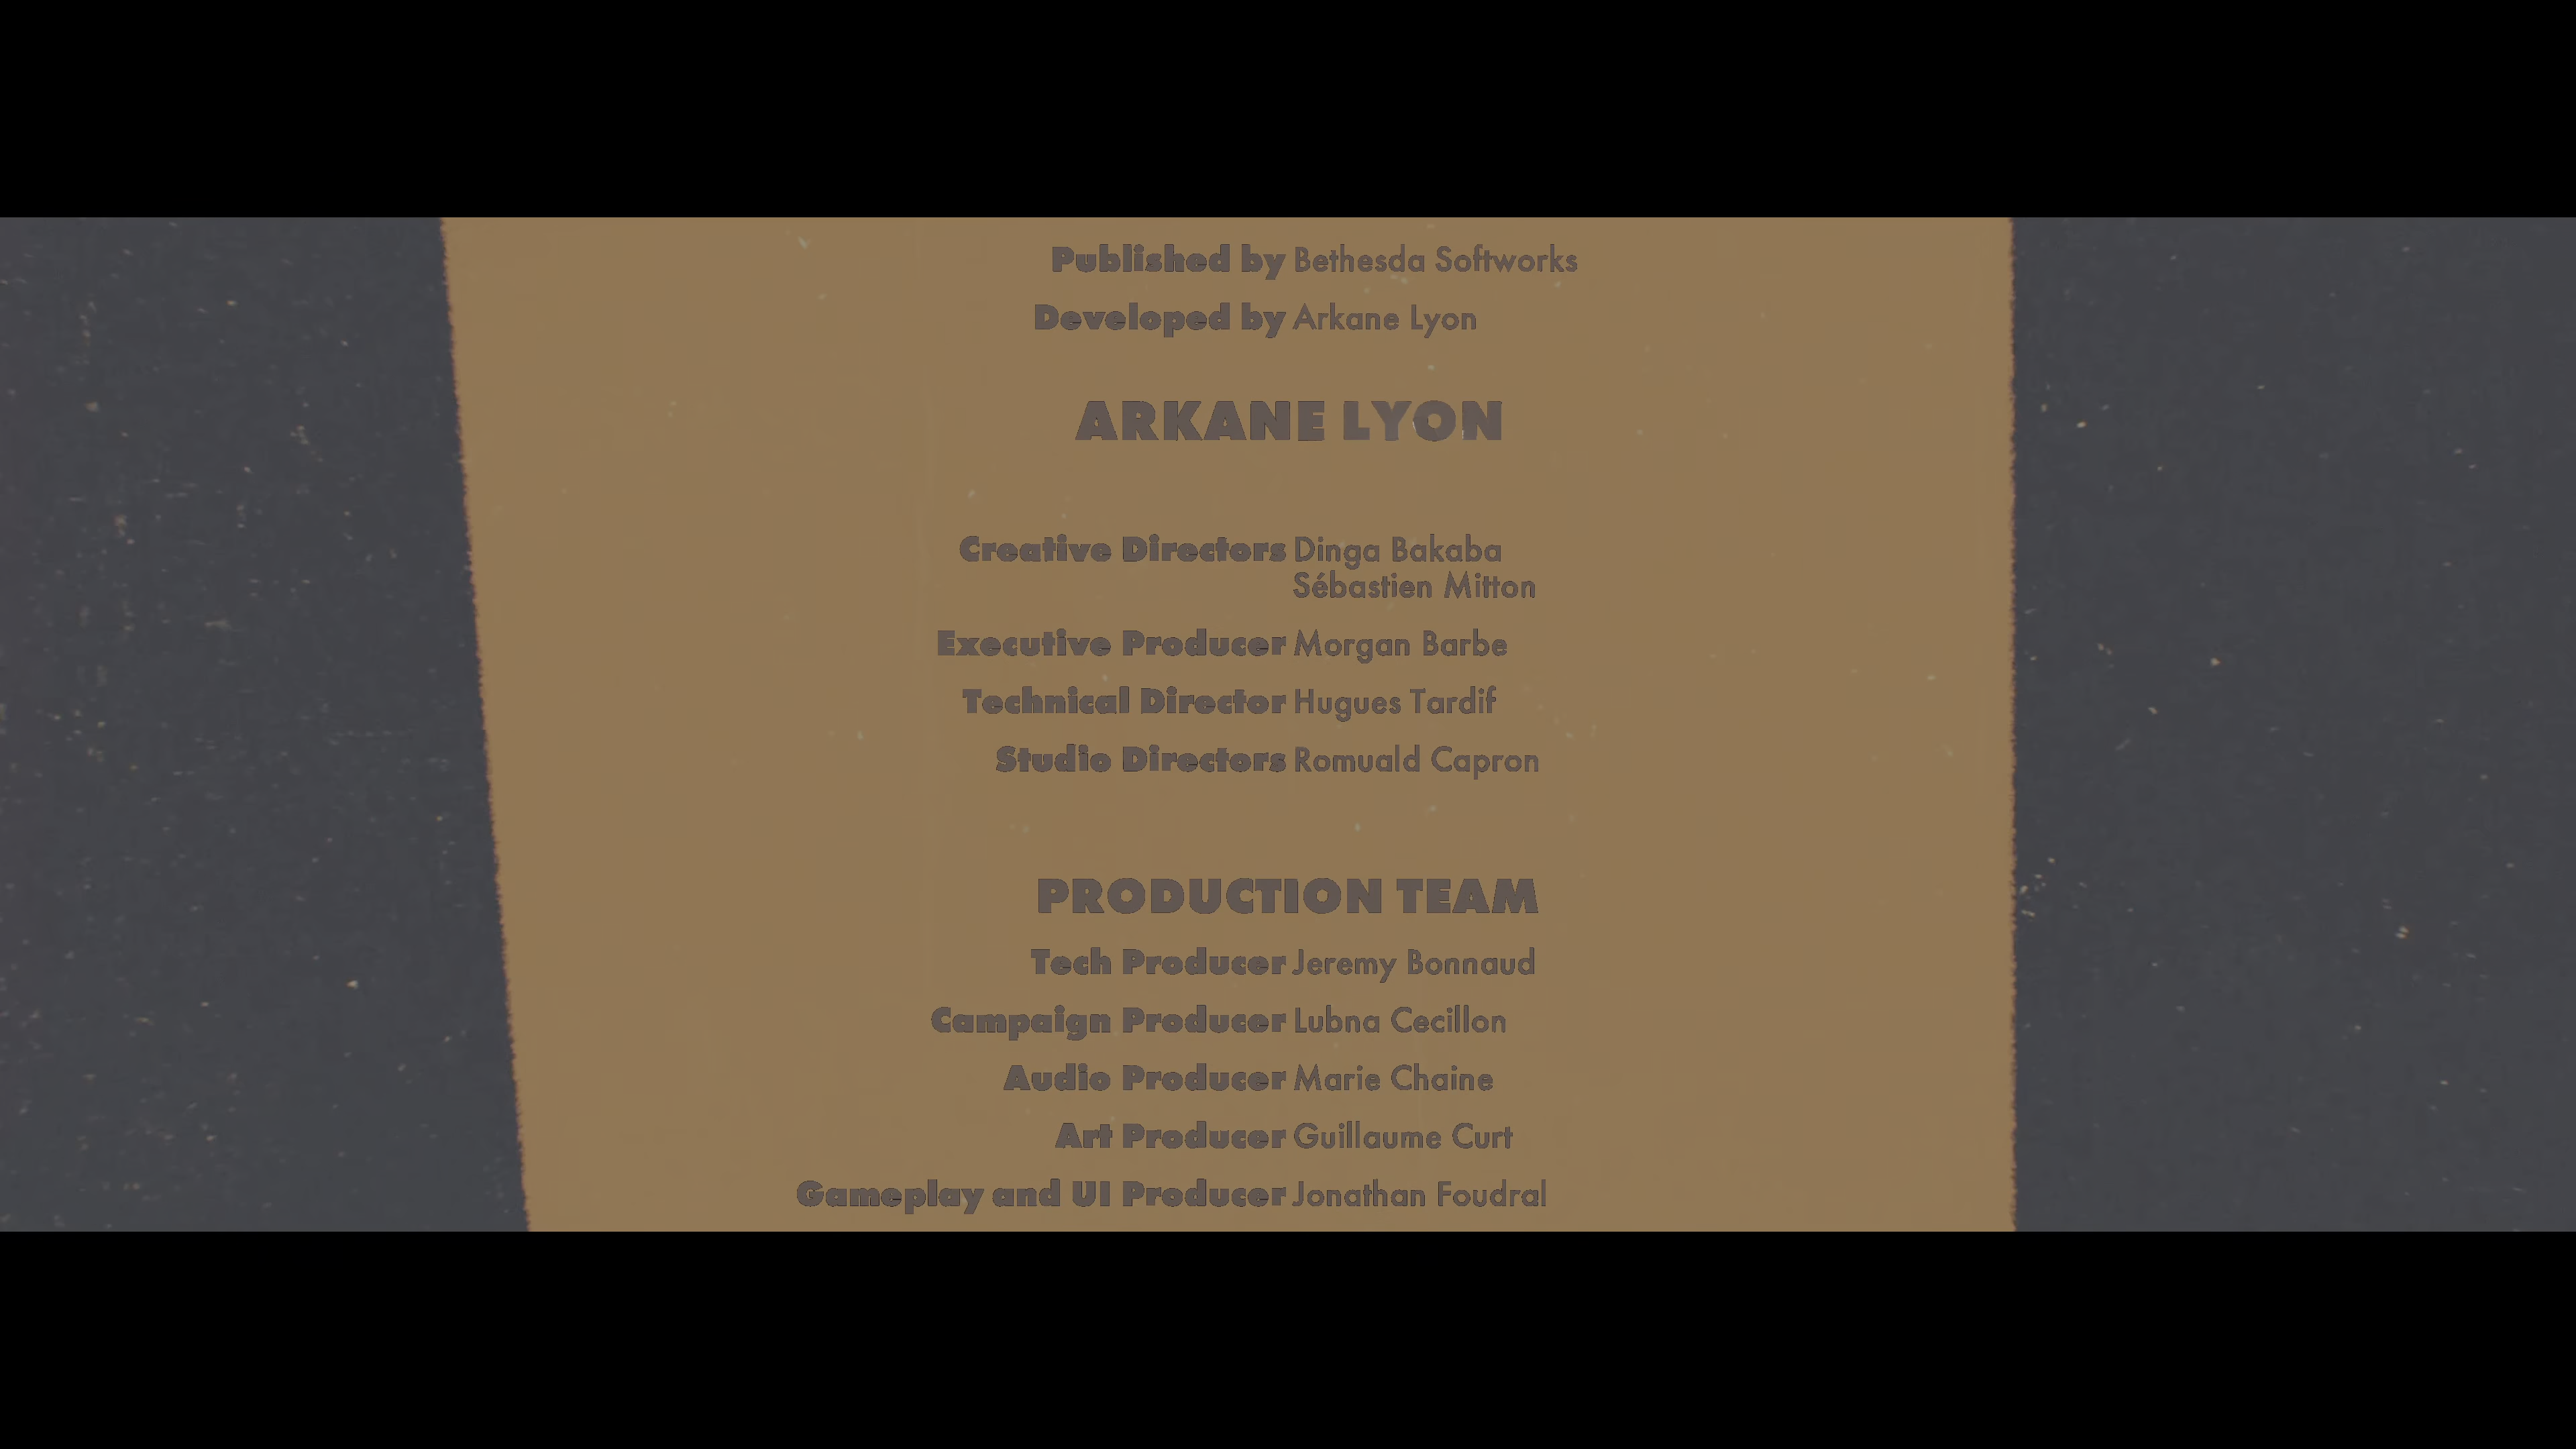 Published by Bethesda Softworks
Developed by Arkane Lyon
ARKANE LYON
Creative Directors Dinga Bakaba
Sébastien Mitton
Executive Producer Morgan Barbe
Technical Director Hugues Tardif
Studio Directors Romuald Capron
PRODUCTION TEAM
Tech Producer Jeremy Bonnaud
Campaign Producer Lubna Cecillon
Audio Producer Marie Chaine
Art Producer Guillaume Curt
Gameplay and UI Producer Jonathan Foudral